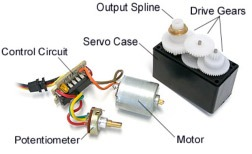 Output Spline
Drive Gears
Servo Case
Control Circuit
Potentiometer
Motor